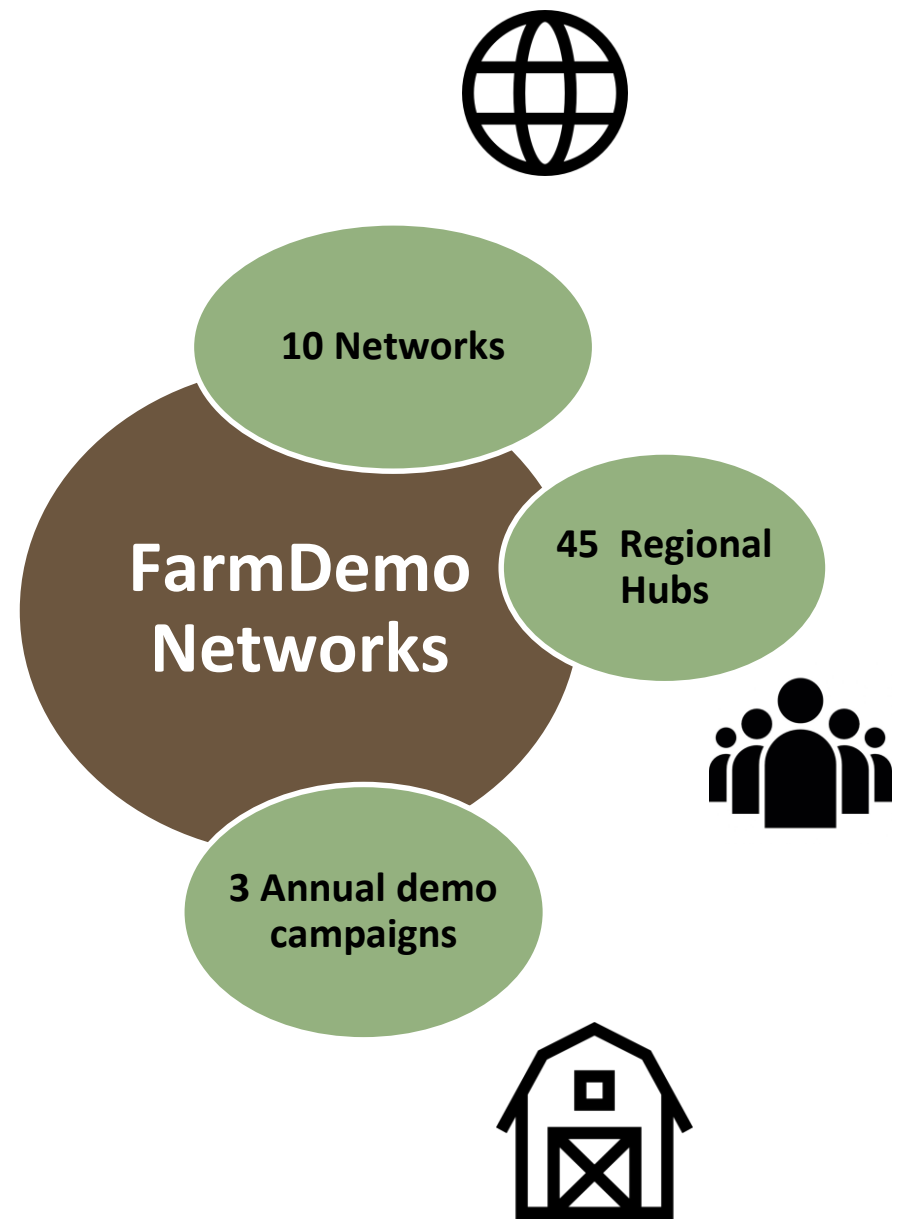 10 Networks
FarmDemo
Networks
45  Regional
Hubs
3 Annual demo
campaigns